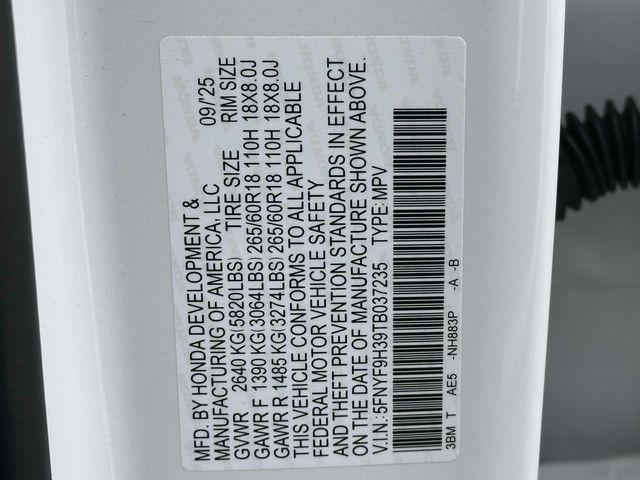 MFD. BY HONDA DEVELOPMENT &
MANUFACTURING OF AMERICA, LLC 09/'25
GVWR 2640 KG(5820LBS) TIRE SIZE RIM SIZE
GAWR F 1390 KG(3064LBS) 265/60R18 110H 18X8.0J
GAWR R 1485 KG(3274LBS) 265/60R18 110H 18X8.0J
THIS VEHICLE CONFORMS TO ALL APPLICABLE
FEDERAL MOTOR VEHICLE SAFETY
AND THEFT PREVENTION STANDARDS IN EFFECT
ON THE DATE OF MANUFACTURE SHOWN ABOVE.
V.I.N.:5FNYF9H39TB037235 TYPE:MPV
3BM T AE5 -NH883P -A -B